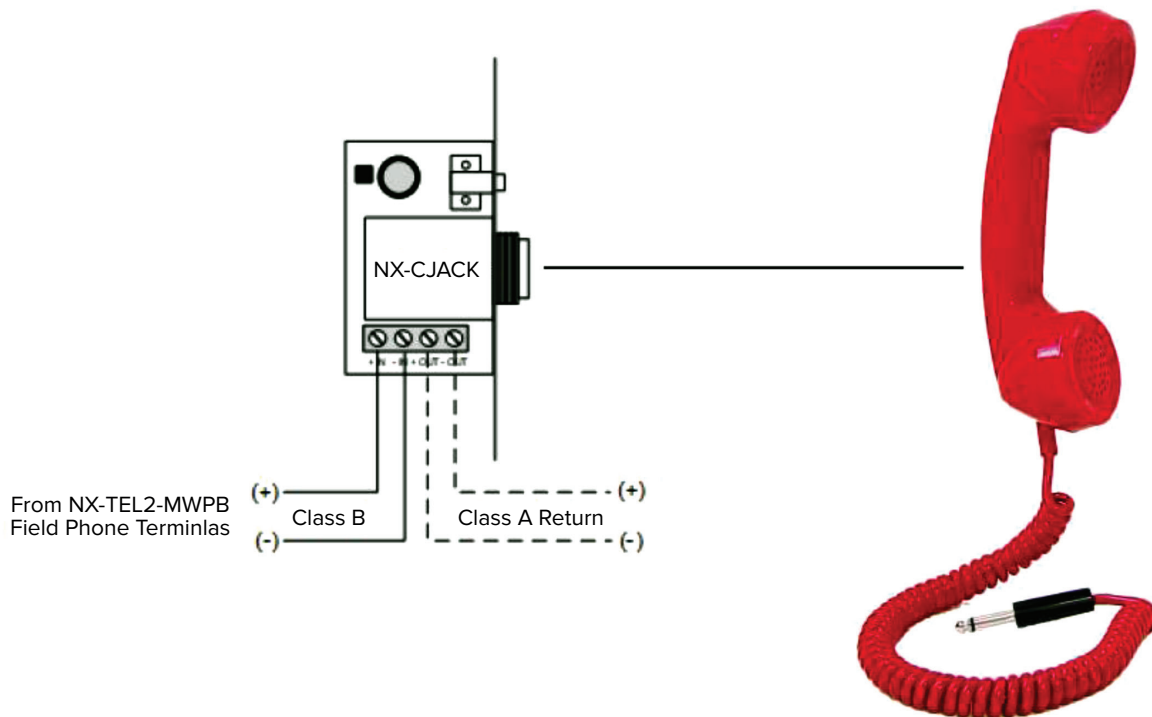 NX-CJACK
+ IN - IN + OUT - OUT
From NX-TEL2-MWPB
Field Phone Terminlas
(+)
Class B
(-)
Class A Return
(+)
(-)